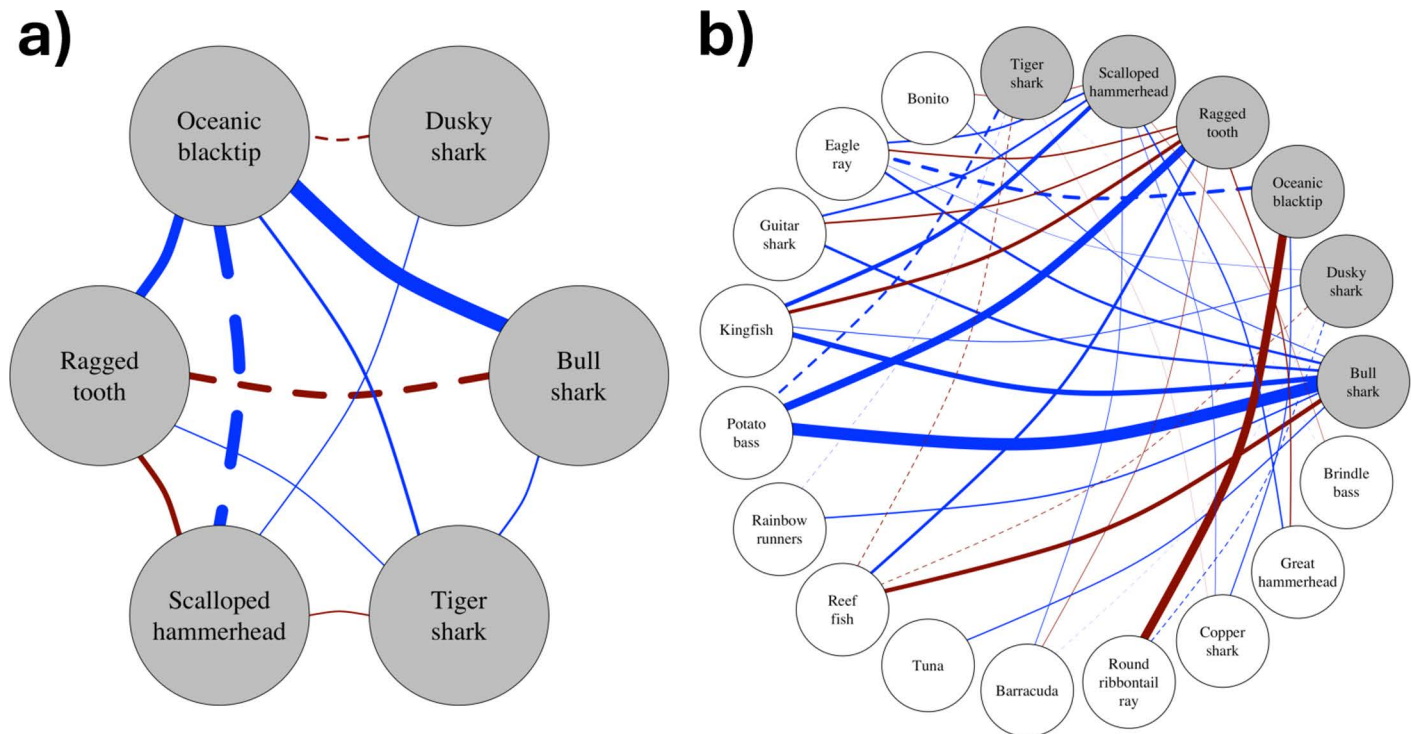 a)
Oceanic
blacktip
Dusky
shark
Ragged
tooth
Bull
shark
Scalloped
hammerhead
Tiger
shark
b)
Tiger
shark
Scalloped
hammerhead
Ragged
tooth
Oceanic
blacktip
Dusky
shark
Bull
shark
Brindle
bass
Great
hammerhead
Copper
shark
Round
ribbontail
ray
Barracuda
Tuna
Reef
fish
Rainbow
runners
Potato
bass
Kingfish
Guitar
shark
Eagle
ray
Bonito